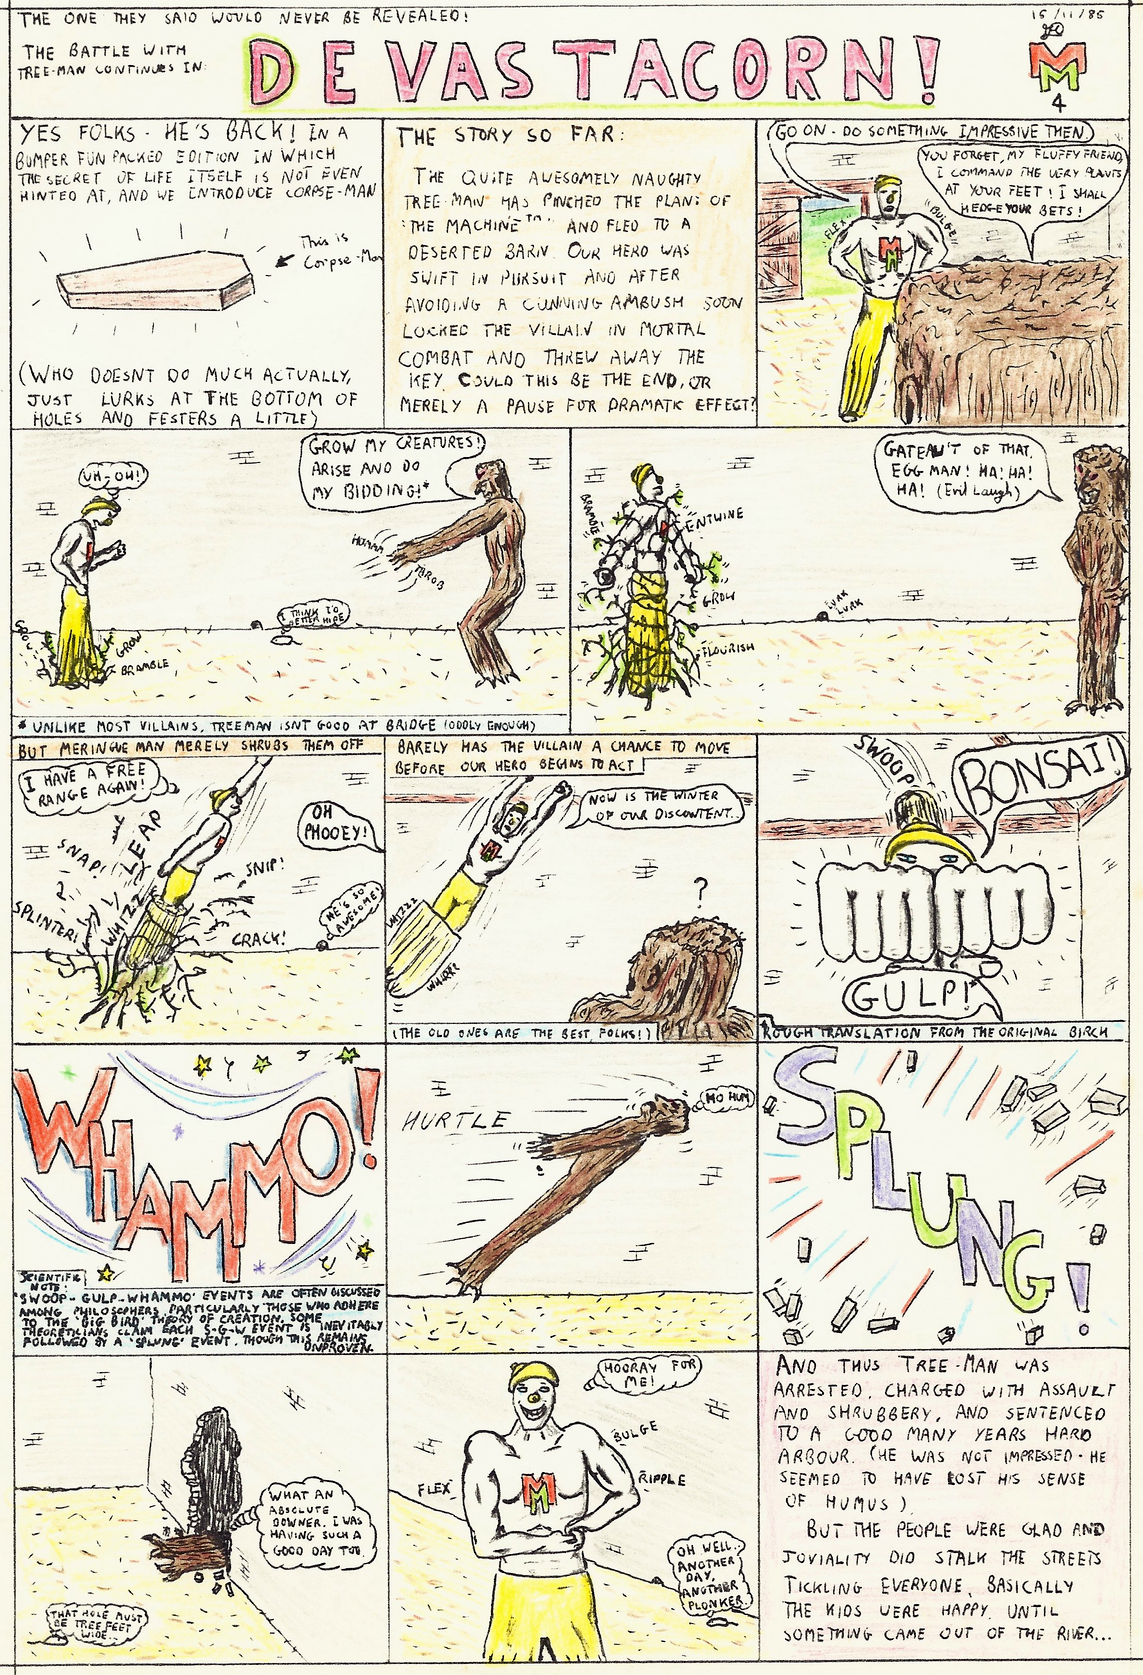 THE ONE THEY SAID WOULD NEVER BE REVEALED!
15/11/85
THE BATTLE WITH
TREE-MAN CONTINUES IN:
DEVASTACORN!
MM
4
YES FOLKS - HE'S BACK! IN A
BUMPER FUN PACKED EDITION IN WHICH
THE SECRET OF LIFE ITSELF IS NOT EVEN
HINTED AT, AND WE INTRODUCE CORPSE-MAN
This is
Corpse-Man
(WHO DOESNT DO MUCH ACTUALLY,
JUST LURKS AT THE BOTTOM OF
HOLES AND FESTERS A LITTLE)
THE STORY SO FAR:
THE QUITE AWESOMELY NAUGHTY
TREE-MAN HAS PINCHED THE PLANS OF
'THE MACHINE™' AND FLED TO A
DESERTED BARN. OUR HERO WAS
SWIFT IN PURSUIT AND AFTER
AVOIDING A CUNNING AMBUSH SOON
LOCKED THE VILLAIN IN MORTAL
COMBAT AND THREW AWAY THE
KEY. COULD THIS BE THE END, OR
MERELY A PAUSE FOR DRAMATIC EFFECT?
GO ON - DO SOMETHING IMPRESSIVE THEN.
YOU FORGET, MY FLUFFY FRIEND,
I COMMAND THE VERY PLANTS
AT YOUR FEET! I SHALL
HEDGE YOUR BETS!
FLEX
BULGE
MM
UH-OH!
GROW MY CREATURES!
ARISE AND DO
MY BIDDING!*
THROB
I THINK I'D
BETTER HIDE
GROW
GROW
BRAMBLE
* UNLIKE MOST VILLAINS, TREEMAN ISNT GOOD AT BRIDGE (ODDLY ENOUGH)
GATEAU'T OF THAT,
EGG MAN! HA! HA!
HA! (Evil Laugh)
BRAMBLE
ENTWINE
GROW
LURK
LURK
FLOURISH
BUT MERINGUE MAN MERELY SHRUBS THEM OFF
I HAVE A FREE
RANGE AGAIN!
OH
PHOOEY!
and
LEAP
SNAP!
SNIP!
HE'S SO
AWESOME!
SPLINTER!
WHIZZ
CRACK!
BARELY HAS THE VILLAIN A CHANCE TO MOVE
BEFORE OUR HERO BEGINS TO ACT
NOW IS THE WINTER
OF OUR DISCONTENT..
MM
?
WHIZZZ
(THE OLD ONES ARE THE BEST FOLKS!)
SWOOP
BONSAI!
GULP!*
ROUGH TRANSLATION FROM THE ORIGINAL BIRCH
WHAMMO!
SCIENTIFIC
NOTE:
'SWOOP-GULP-WHAMMO' EVENTS ARE OFTEN DISCUSSED
AMONG PHILOSOPHERS, PARTICULARLY THOSE WHO ADHERE
TO THE 'BIG BIRD' THEORY OF CREATION. SOME
THEORETICIANS CLAIM EACH S-G-W EVENT IS INEVITABLY
FOLLOWED BY A 'SPLUNG' EVENT, THOUGH THIS REMAINS
UNPROVEN.
HURTLE
HO HUM
SPLUNG!
WHAT AN
ABSOLUTE
DOWNER. I WAS
HAVING SUCH A
GOOD DAY TOO.
THAT HOLE MUST
BE TREE FEET
WIDE..
HOORAY FOR
ME!
BULGE
FLEX
RIPPLE
MM
OH WELL.
ANOTHER
DAY,
ANOTHER
PLONKER
AND THUS TREE-MAN WAS
ARRESTED, CHARGED WITH ASSAULT
AND SHRUBBERY, AND SENTENCED
TO A GOOD MANY YEARS HARD
ARBOUR. (HE WAS NOT IMPRESSED - HE
SEEMED TO HAVE LOST HIS SENSE
OF HUMUS)
BUT THE PEOPLE WERE GLAD AND
JOVIALITY DID STALK THE STREETS
TICKLING EVERYONE. BASICALLY
THE KIDS WERE HAPPY. UNTIL
SOMETHING CAME OUT OF THE RIVER...